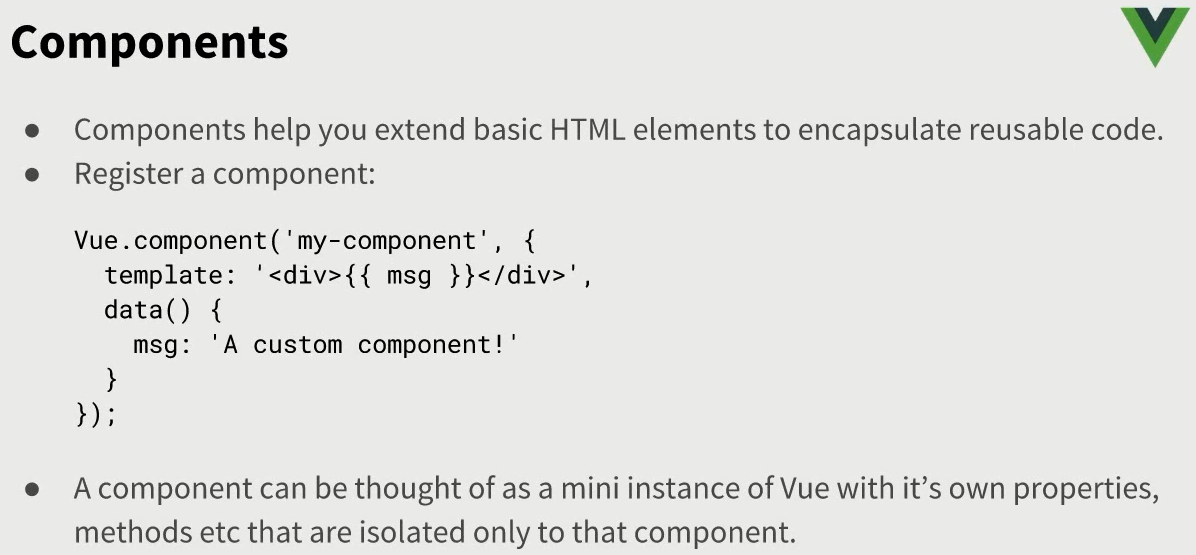 Components
● Components help you extend basic HTML elements to encapsulate reusable code.
● Register a component:
Vue.component('my-component', {
  template: '<div>{{ msg }}</div>',
  data() {
    msg: 'A custom component!'
  }
});
● A component can be thought of as a mini instance of Vue with it’s own properties,
methods etc that are isolated only to that component.